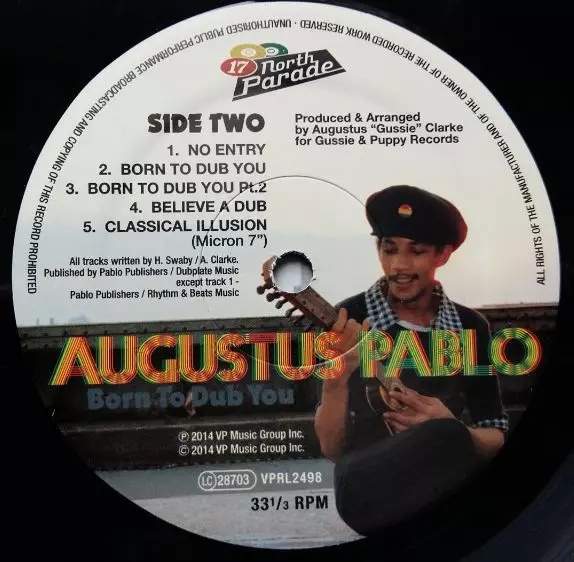 UNAUTHORISED PUBLIC PERFORMANCE BROADCASTING AND COPYING OF THIS RECORD PROHIBITED
ALL RIGHTS OF THE MANUFACTURER AND OF THE OWNER OF THE RECORDED WORK RESERVED ·
17 North
Parade
SIDE TWO
1. NO ENTRY
2. BORN TO DUB YOU
3. BORN TO DUB YOU Pt.2
4. BELIEVE A DUB
5. CLASSICAL ILLUSION
(Micron 7")
Produced & Arranged
by Augustus "Gussie" Clarke
for Gussie & Puppy Records
All tracks written by H. Swaby / A. Clarke.
Published by Pablo Publishers / Dubplate Music
except track 1 -
Pablo Publishers / Rhythm & Beats Music
AUGUSTUS PABLO
Born To Dub You
℗ 2014 VP Music Group Inc.
© 2014 VP Music Group Inc.
LC 28703 VPRL2498
33 1/3 RPM